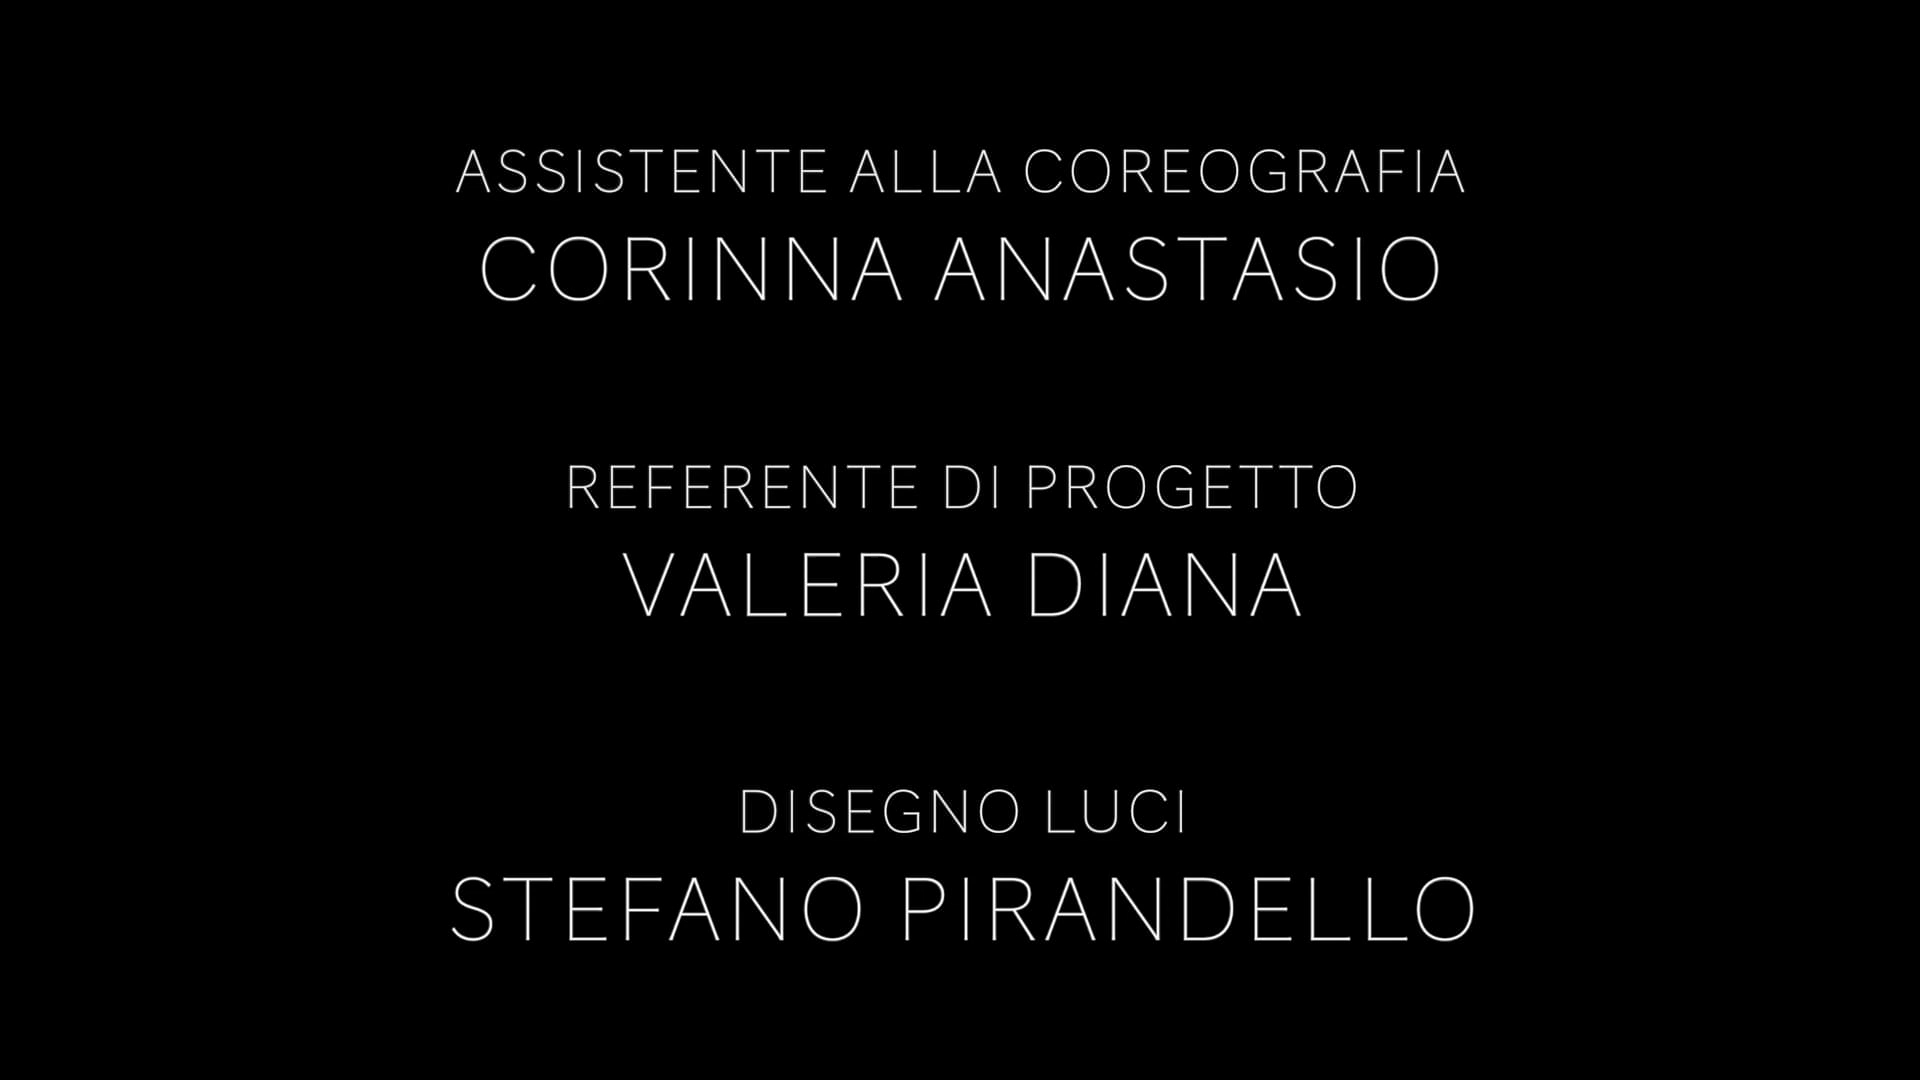 ASSISTENTE ALLA COREOGRAFIA
CORINNA ANASTASIO
REFERENTE DI PROGETTO
VALERIA DIANA
DISEGNO LUCI
STEFANO PIRANDELLO